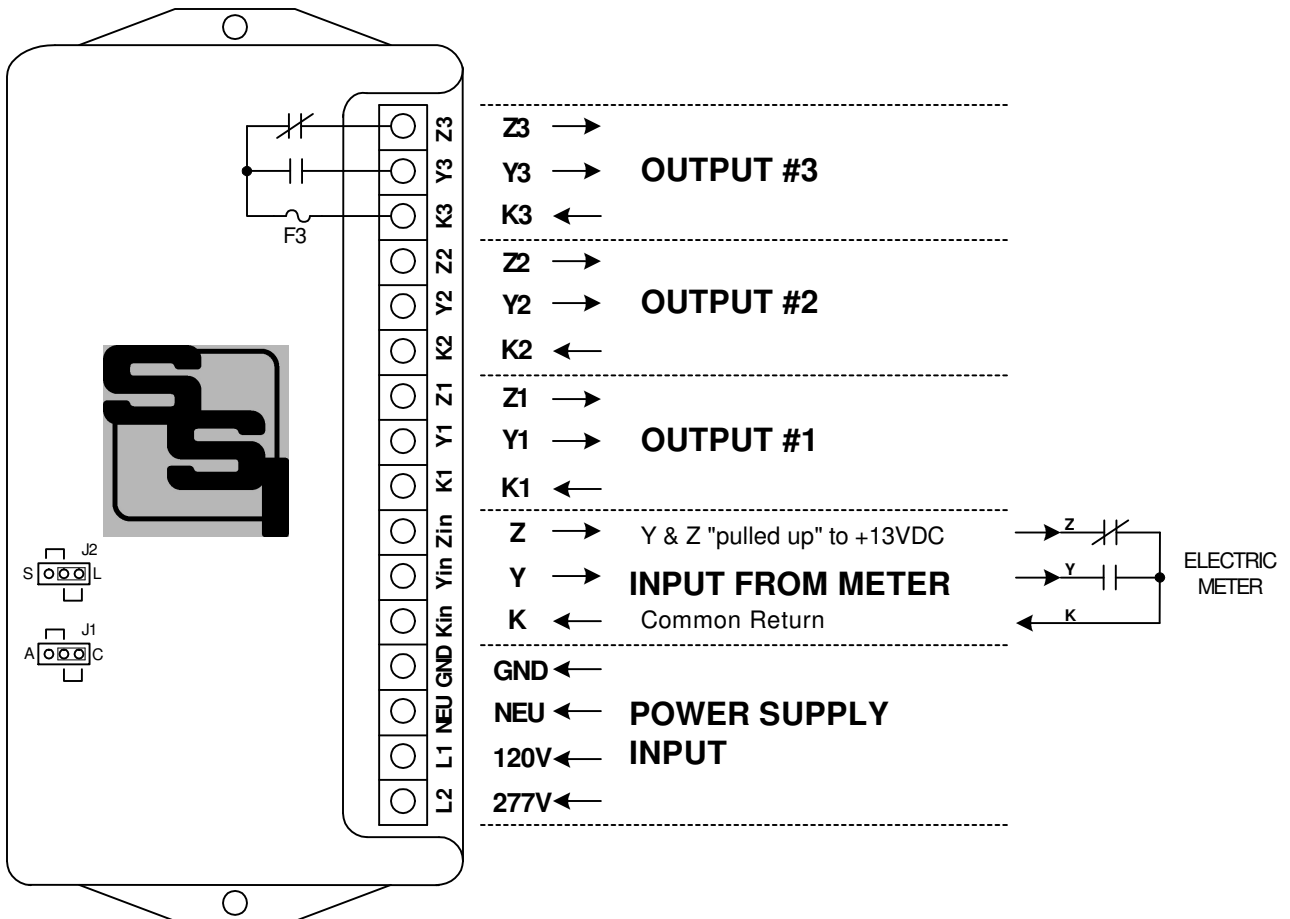 Z3
Y3
K3
F3
Z2
Y2
K2
Z1
Y1
K1
Zin
Yin
Kin
GND
NEU
L1
L2
SSI
J2
S L
J1
A C
Z3
Y3 OUTPUT #3
K3
Z2
Y2 OUTPUT #2
K2
Z1
Y1 OUTPUT #1
K1
Z Y & Z "pulled up" to +13VDC
Y INPUT FROM METER
K Common Return
Z
Y
K
ELECTRIC
METER
GND
NEU POWER SUPPLY
120V INPUT
277V